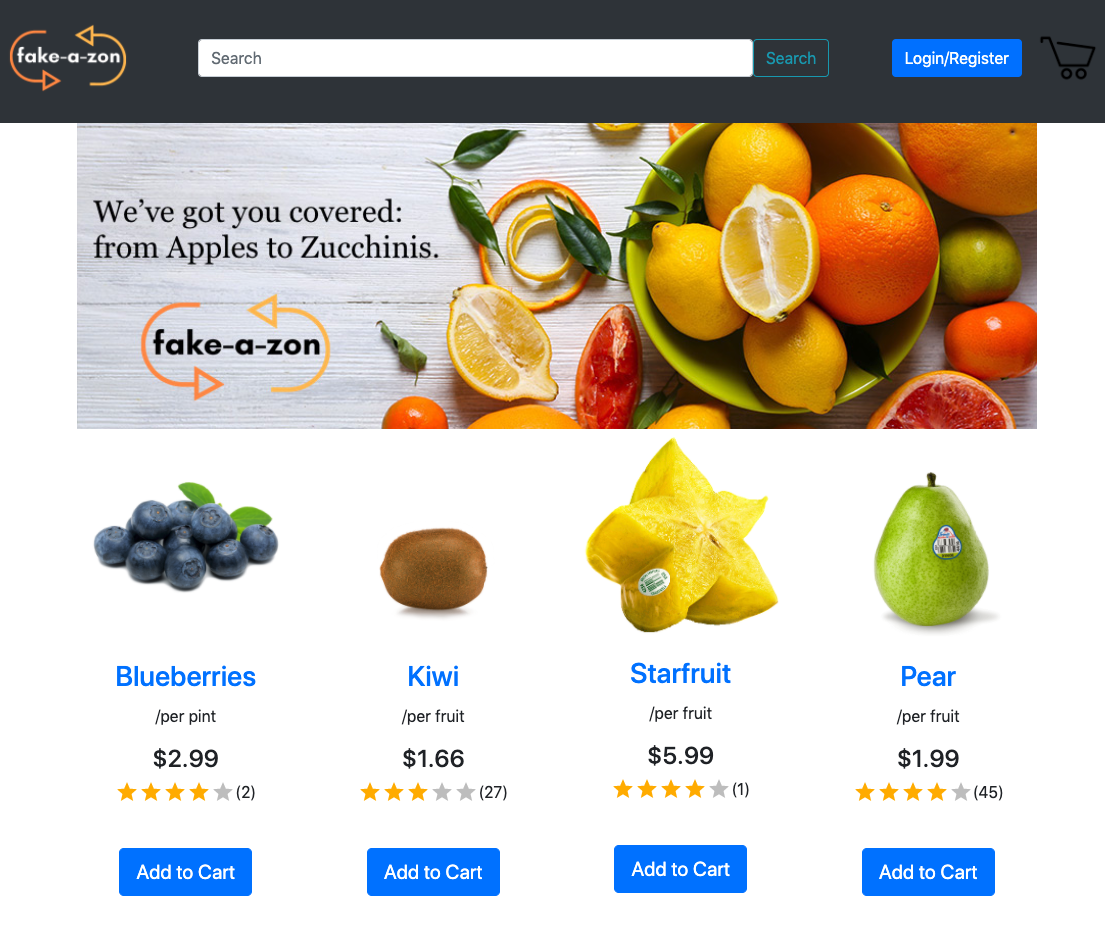 fake-a-zon
Search
Search
Login/Register
We've got you covered:
from Apples to Zucchinis.
fake-a-zon
Blueberries
/per pint
$2.99
(2)
Add to Cart
Kiwi
/per fruit
$1.66
(27)
Add to Cart
Starfruit
/per fruit
$5.99
(1)
Add to Cart
Pear
/per fruit
$1.99
(45)
Add to Cart